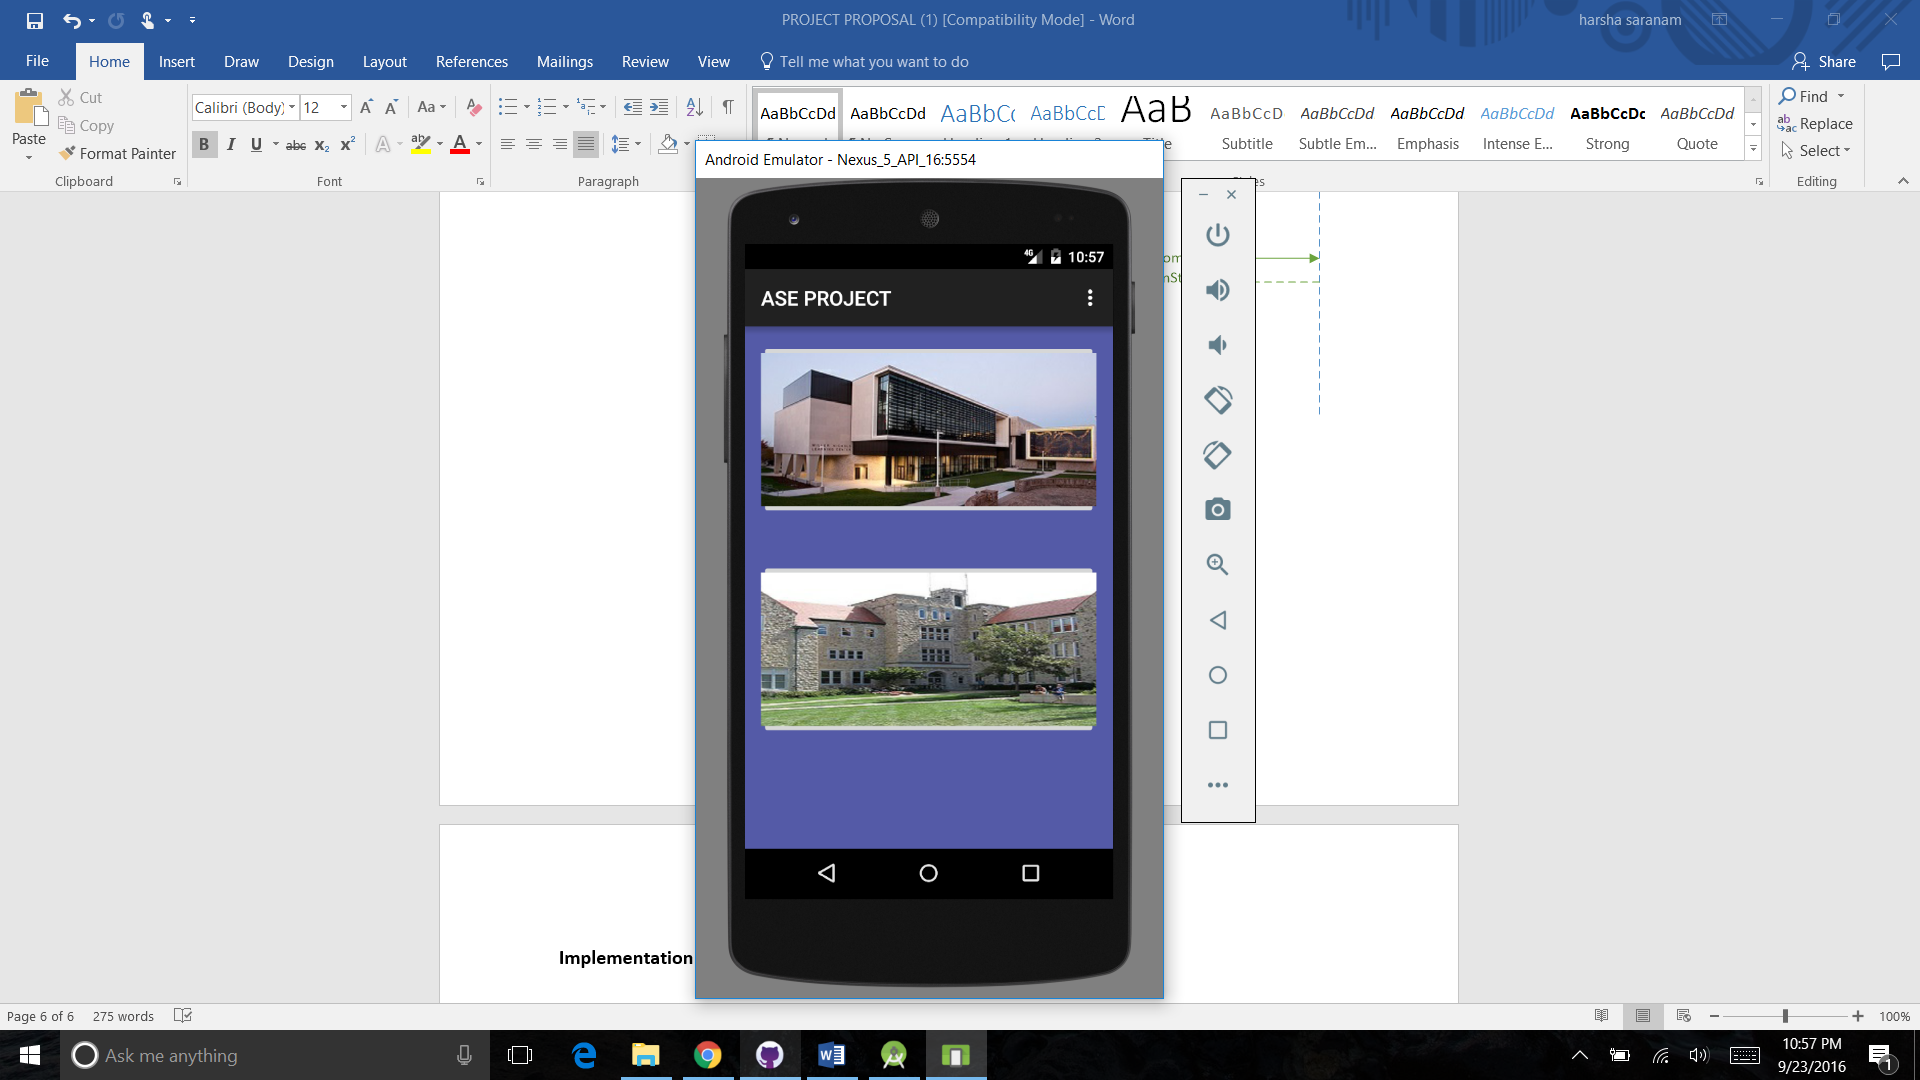 PROJECT PROPOSAL (1) [Compatibility Mode] - Word
harsha saranam
File Home Insert Draw Design Layout References Mailings Review View Tell me what you want to do Share
Cut
Copy
Format Painter
Paste
Clipboard
Calibri (Body) 12
Font
Paragraph
AaBbCcDd AaBbCcDd AaBbC AaBbCcD AaB AaBbCcD AaBbCcDd AaBbCcDd AaBbCcDd AaBbCcDc AaBbCcDd
Subtitle Subtle Em... Emphasis Intense E... Strong Quote
Find
Replace
Select
Editing
Android Emulator - Nexus_5_API_16:5554
4G 10:57
ASE PROJECT
Implementation
Page 6 of 6 275 words
100%
Ask me anything
10:57 PM
9/23/2016
1